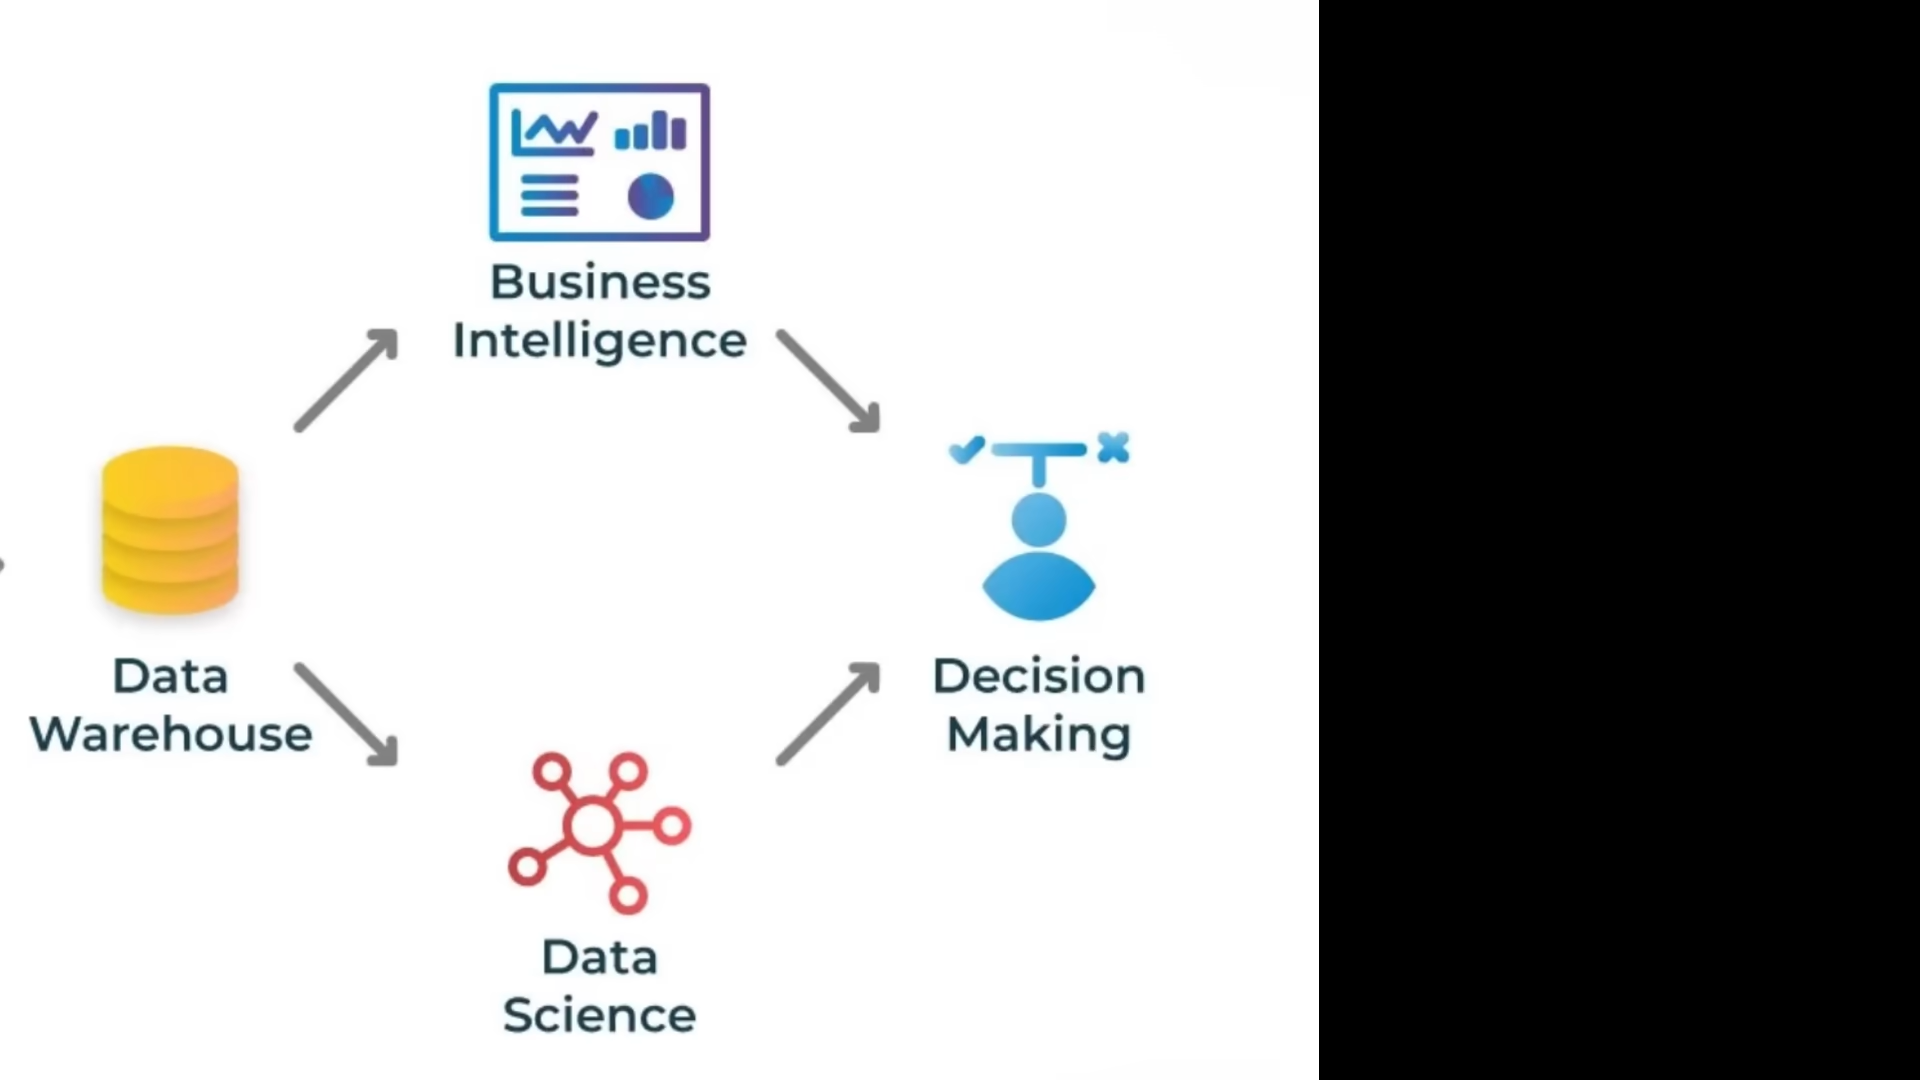 Business
Intelligence
Data
Warehouse
Decision
Making
Data
Science